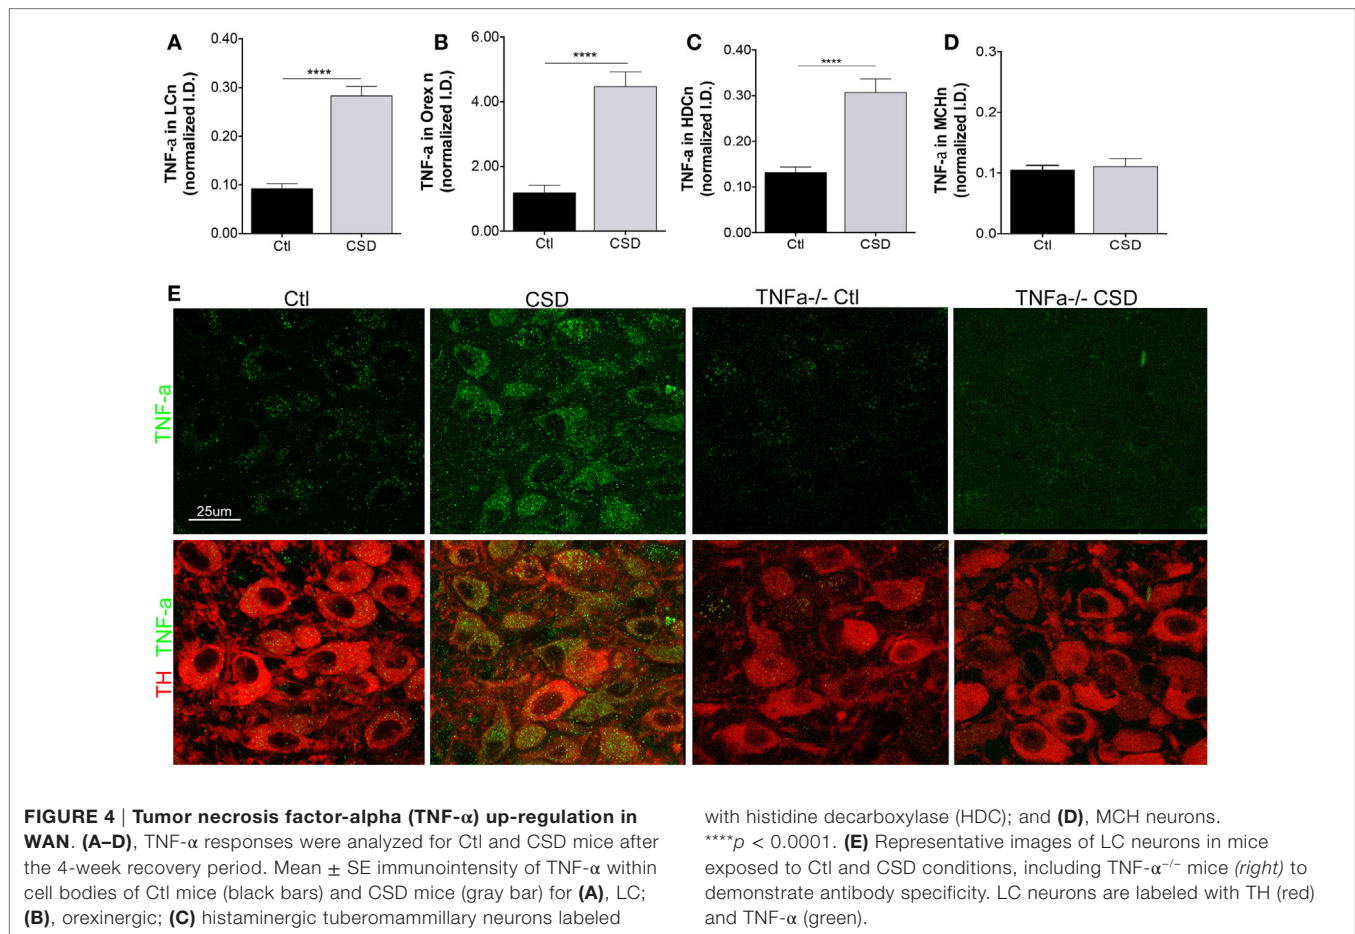 A
TNF-a in LCn
(normalized I.D.)
0.40
0.30
0.20
0.10
0.00
****
Ctl
CSD
B
TNF-a in Orex n
(normalized I.D.)
6.00
4.00
2.00
0.00
****
Ctl
CSD
C
TNF-a in HDCn
(normalized I.D.)
0.40
0.30
0.20
0.10
0.00
****
Ctl
CSD
D
TNF-a in MCHn
(normalized I.D.)
0.3
0.2
0.1
0.0
Ctl
CSD
E
Ctl
CSD
TNFa-/- Ctl
TNFa-/- CSD
TNF-a
25um
TH TNF-a
FIGURE 4 | Tumor necrosis factor-alpha (TNF-α) up-regulation in
WAN. (A–D), TNF-α responses were analyzed for Ctl and CSD mice after
the 4-week recovery period. Mean ± SE immunointensity of TNF-α within
cell bodies of Ctl mice (black bars) and CSD mice (gray bar) for (A), LC;
(B), orexinergic; (C) histaminergic tuberomammillary neurons labeled
with histidine decarboxylase (HDC); and (D), MCH neurons.
****p < 0.0001. (E) Representative images of LC neurons in mice
exposed to Ctl and CSD conditions, including TNF-α−/− mice (right) to
demonstrate antibody specificity. LC neurons are labeled with TH (red)
and TNF-α (green).